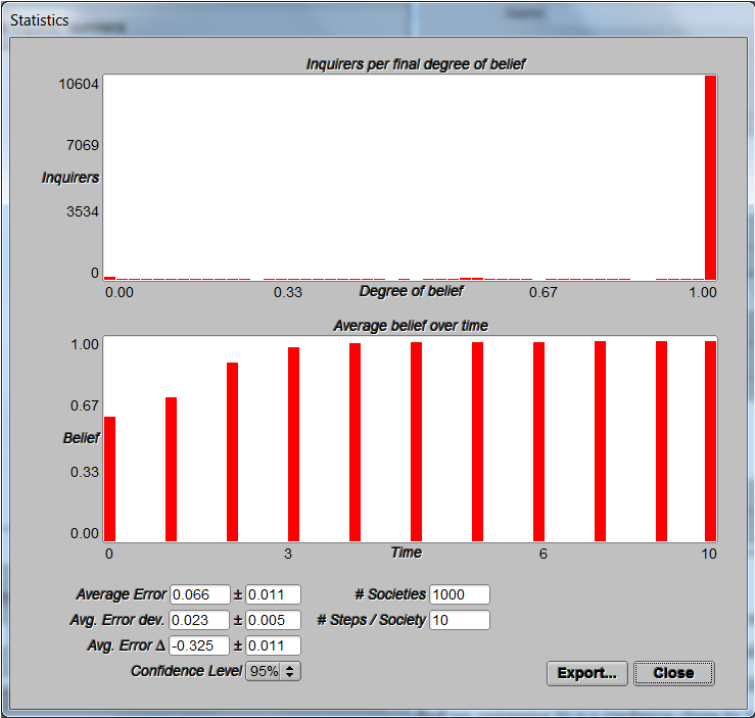 Statistics
Inquirers per final degree of belief
10604
7069
Inquirers
3534
0
0.00 0.33 Degree of belief 0.67 1.00
Average belief over time
1.00
0.67
Belief
0.33
0.00
0 3 Time 6 10
Average Error 0.066 ± 0.011 # Societies 1000
Avg. Error dev. 0.023 ± 0.005 # Steps / Society 10
Avg. Error Δ -0.325 ± 0.011
Confidence Level 95% Export... Close